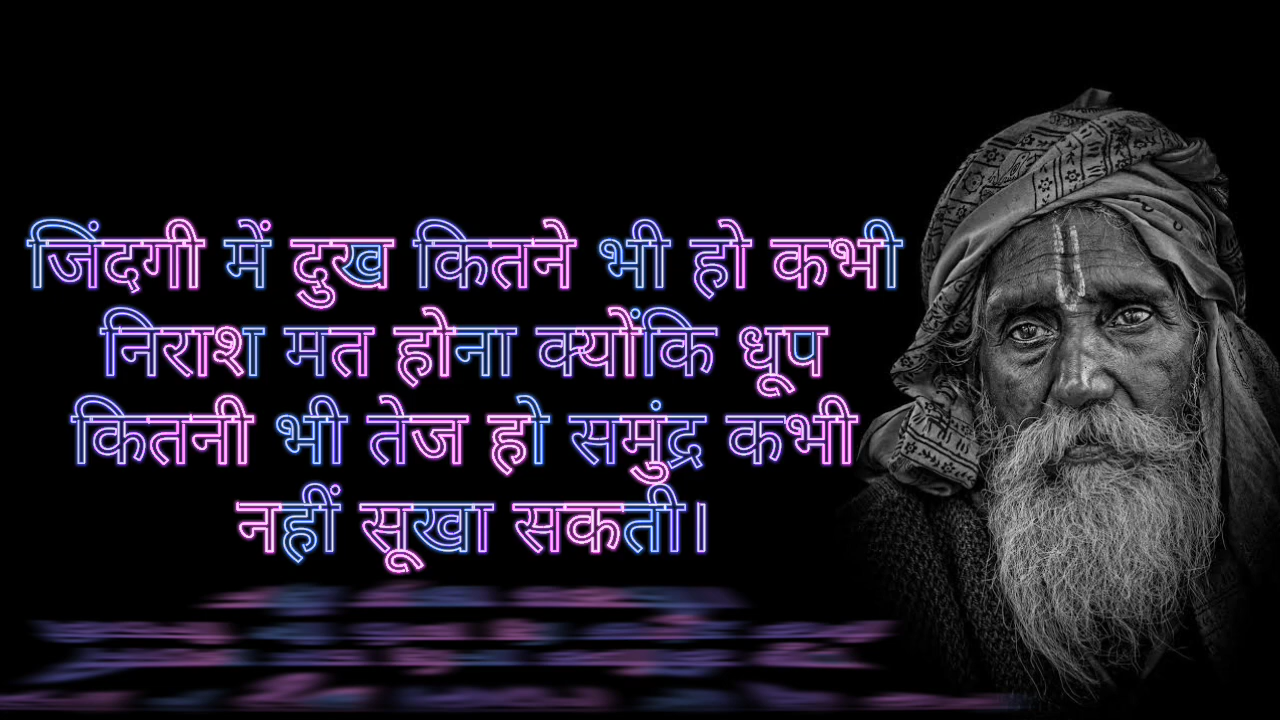 जिंदगी में दुख कितने भी हो कभी
निराश मत होना क्योंकि धूप
कितनी भी तेज हो समुंद्र कभी
नहीं सूखा सकती।